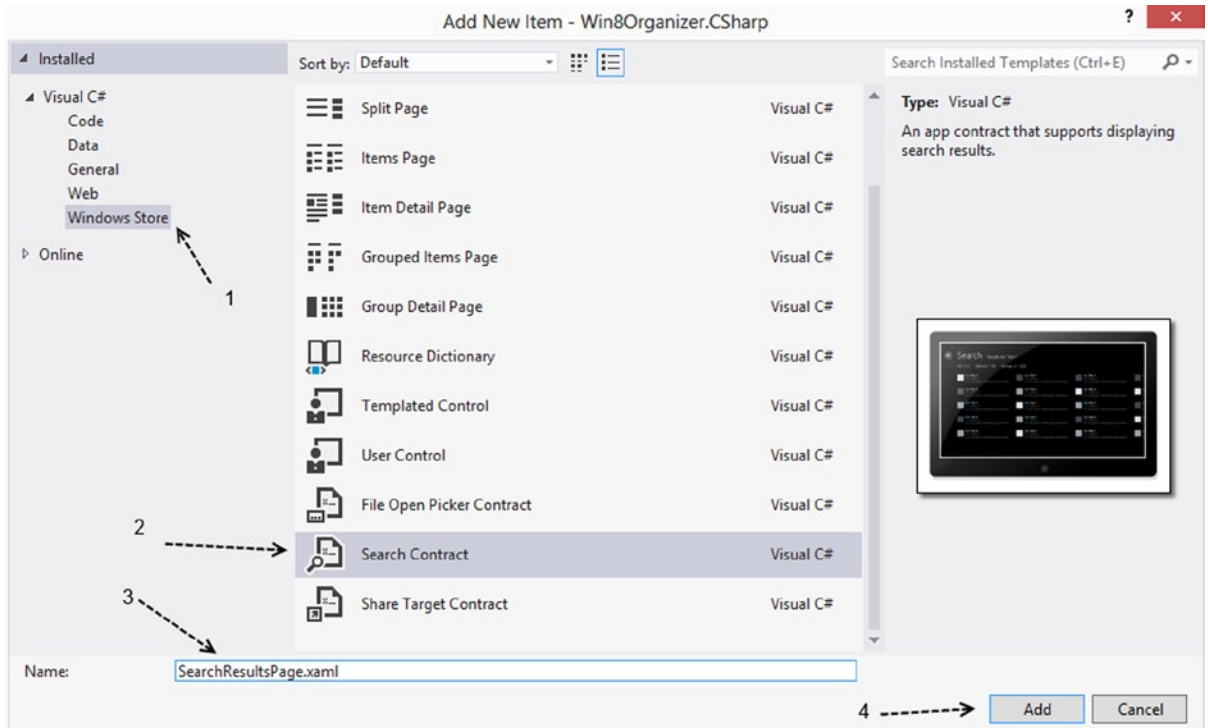 Add New Item - Win8Organizer.CSharp
?
Installed
Sort by: Default
Search Installed Templates (Ctrl+E)
Visual C#
Code
Data
General
Web
Windows Store
Online
1
Split Page Visual C#
Items Page Visual C#
Item Detail Page Visual C#
Grouped Items Page Visual C#
Group Detail Page Visual C#
Resource Dictionary Visual C#
Templated Control Visual C#
User Control Visual C#
File Open Picker Contract Visual C#
2
Search Contract Visual C#
Share Target Contract Visual C#
Type: Visual C#
An app contract that supports displaying
search results.
Search
3
Name: SearchResultsPage.xaml
4
Add Cancel